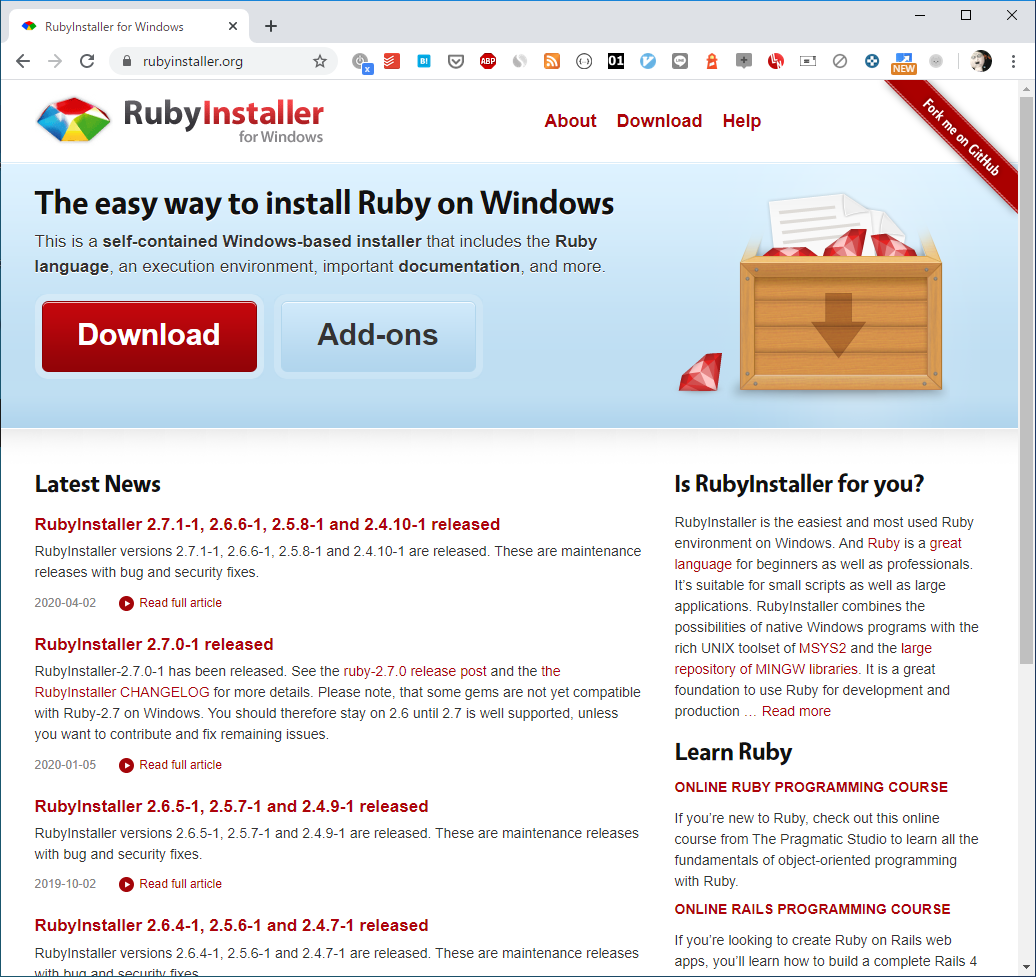 RubyInstaller for Windows
rubyinstaller.org
x
B!
ABP
01
NEW
RubyInstaller
for Windows
About Download Help
Fork me on GitHub
The easy way to install Ruby on Windows
This is a self-contained Windows-based installer that includes the Ruby
language, an execution environment, important documentation, and more.
Download Add-ons
Latest News
RubyInstaller 2.7.1-1, 2.6.6-1, 2.5.8-1 and 2.4.10-1 released
RubyInstaller versions 2.7.1-1, 2.6.6-1, 2.5.8-1 and 2.4.10-1 are released. These are maintenance
releases with bug and security fixes.
2020-04-02 Read full article
RubyInstaller 2.7.0-1 released
RubyInstaller-2.7.0-1 has been released. See the ruby-2.7.0 release post and the the
RubyInstaller CHANGELOG for more details. Please note, that some gems are not yet compatible
with Ruby-2.7 on Windows. You should therefore stay on 2.6 until 2.7 is well supported, unless
you want to contribute and fix remaining issues.
2020-01-05 Read full article
RubyInstaller 2.6.5-1, 2.5.7-1 and 2.4.9-1 released
RubyInstaller versions 2.6.5-1, 2.5.7-1 and 2.4.9-1 are released. These are maintenance releases
with bug and security fixes.
2019-10-02 Read full article
RubyInstaller 2.6.4-1, 2.5.6-1 and 2.4.7-1 released
RubyInstaller versions 2.6.4-1, 2.5.6-1 and 2.4.7-1 are released. These are maintenance releases
with bug and security fixes.
Is RubyInstaller for you?
RubyInstaller is the easiest and most used Ruby
environment on Windows. And Ruby is a great
language for beginners as well as professionals.
It’s suitable for small scripts as well as large
applications. RubyInstaller combines the
possibilities of native Windows programs with the
rich UNIX toolset of MSYS2 and the large
repository of MINGW libraries. It is a great
foundation to use Ruby for development and
production … Read more
Learn Ruby
ONLINE RUBY PROGRAMMING COURSE
If you’re new to Ruby, check out this online
course from The Pragmatic Studio to learn all the
fundamentals of object-oriented programming
with Ruby.
ONLINE RAILS PROGRAMMING COURSE
If you’re looking to create Ruby on Rails web
apps, you’ll learn how to build a complete Rails 4